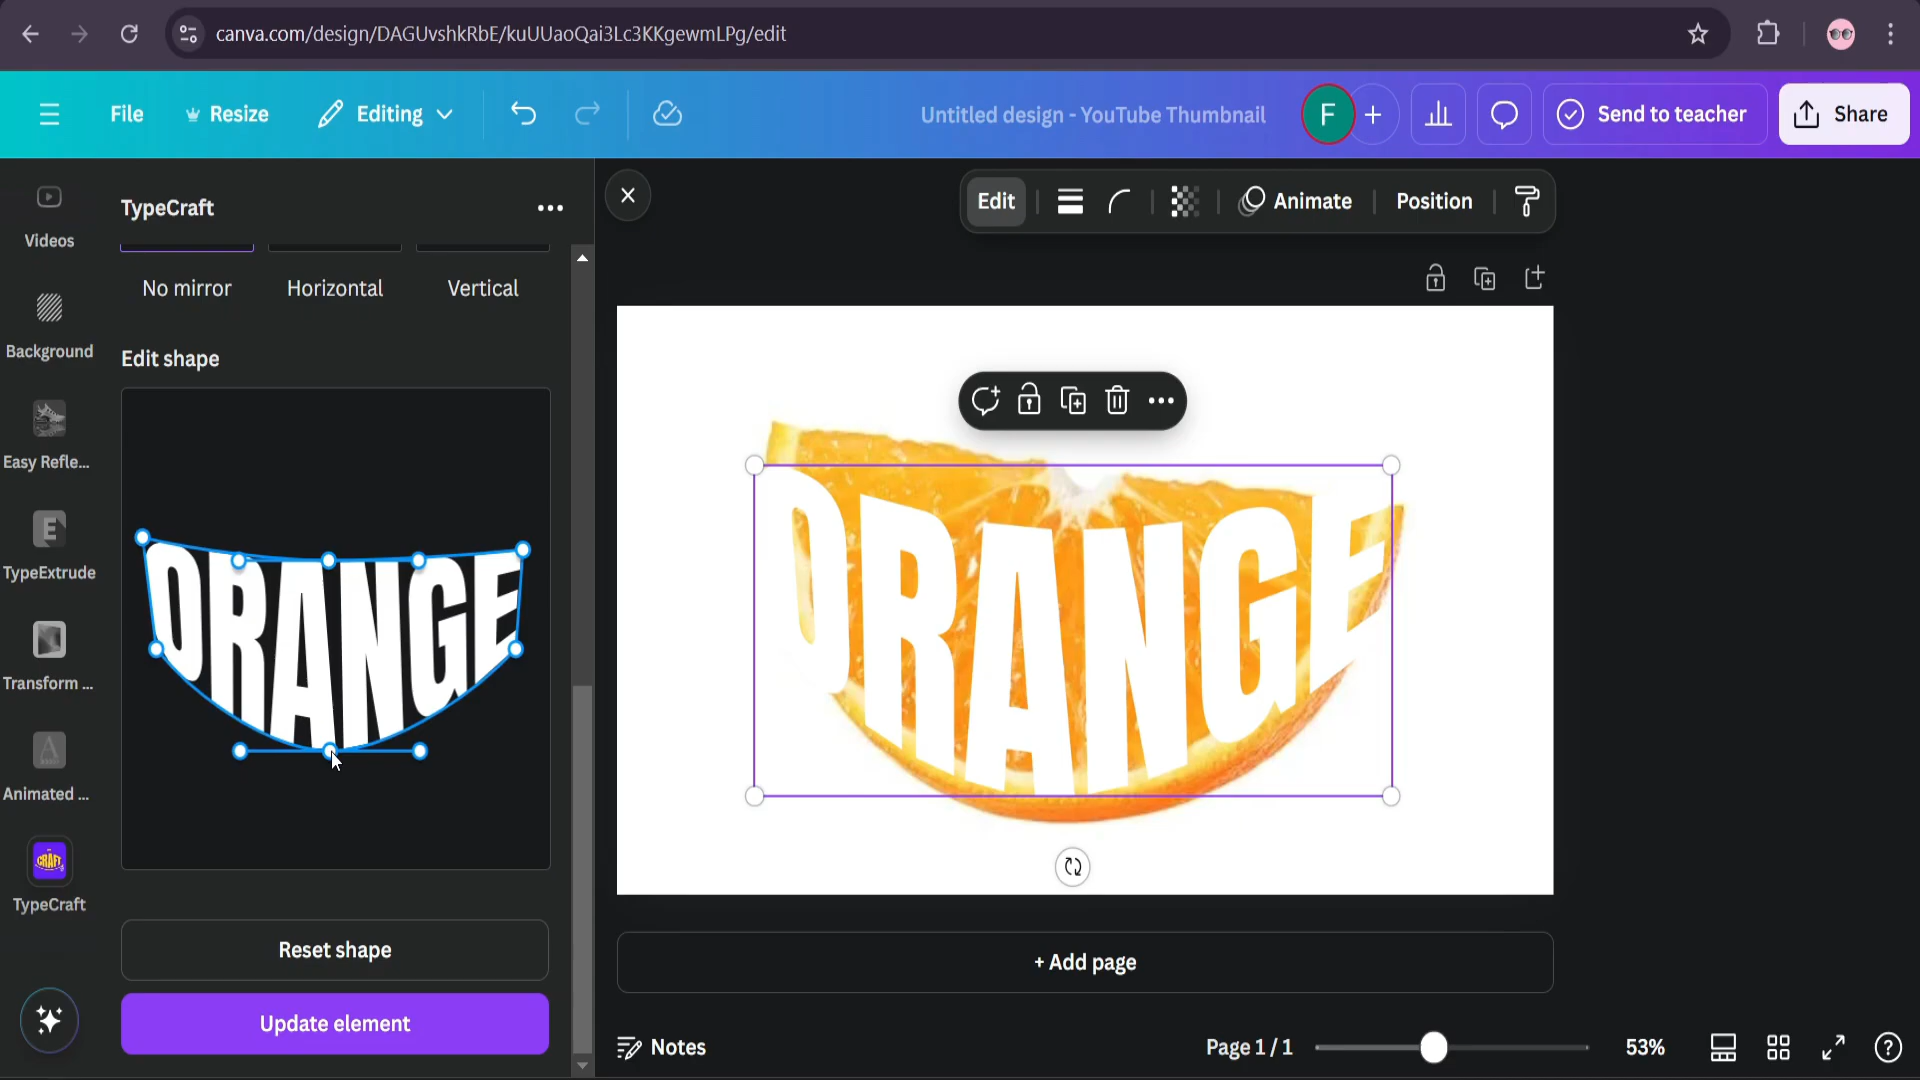 canva.com/design/DAGUvshkRbE/kuUUaoQai3Lc3KKgewmLPg/edit
File
Resize
Editing
Untitled design - YouTube Thumbnail
F
Send to teacher
Share
Videos
Background
Easy Refle...
TypeExtrude
Transform ...
Animated ...
TypeCraft
TypeCraft
No mirror
Horizontal
Vertical
Edit shape
ORANGE
Reset shape
Update element
Edit
Animate
Position
ORANGE
+ Add page
Notes
Page 1 / 1
53%